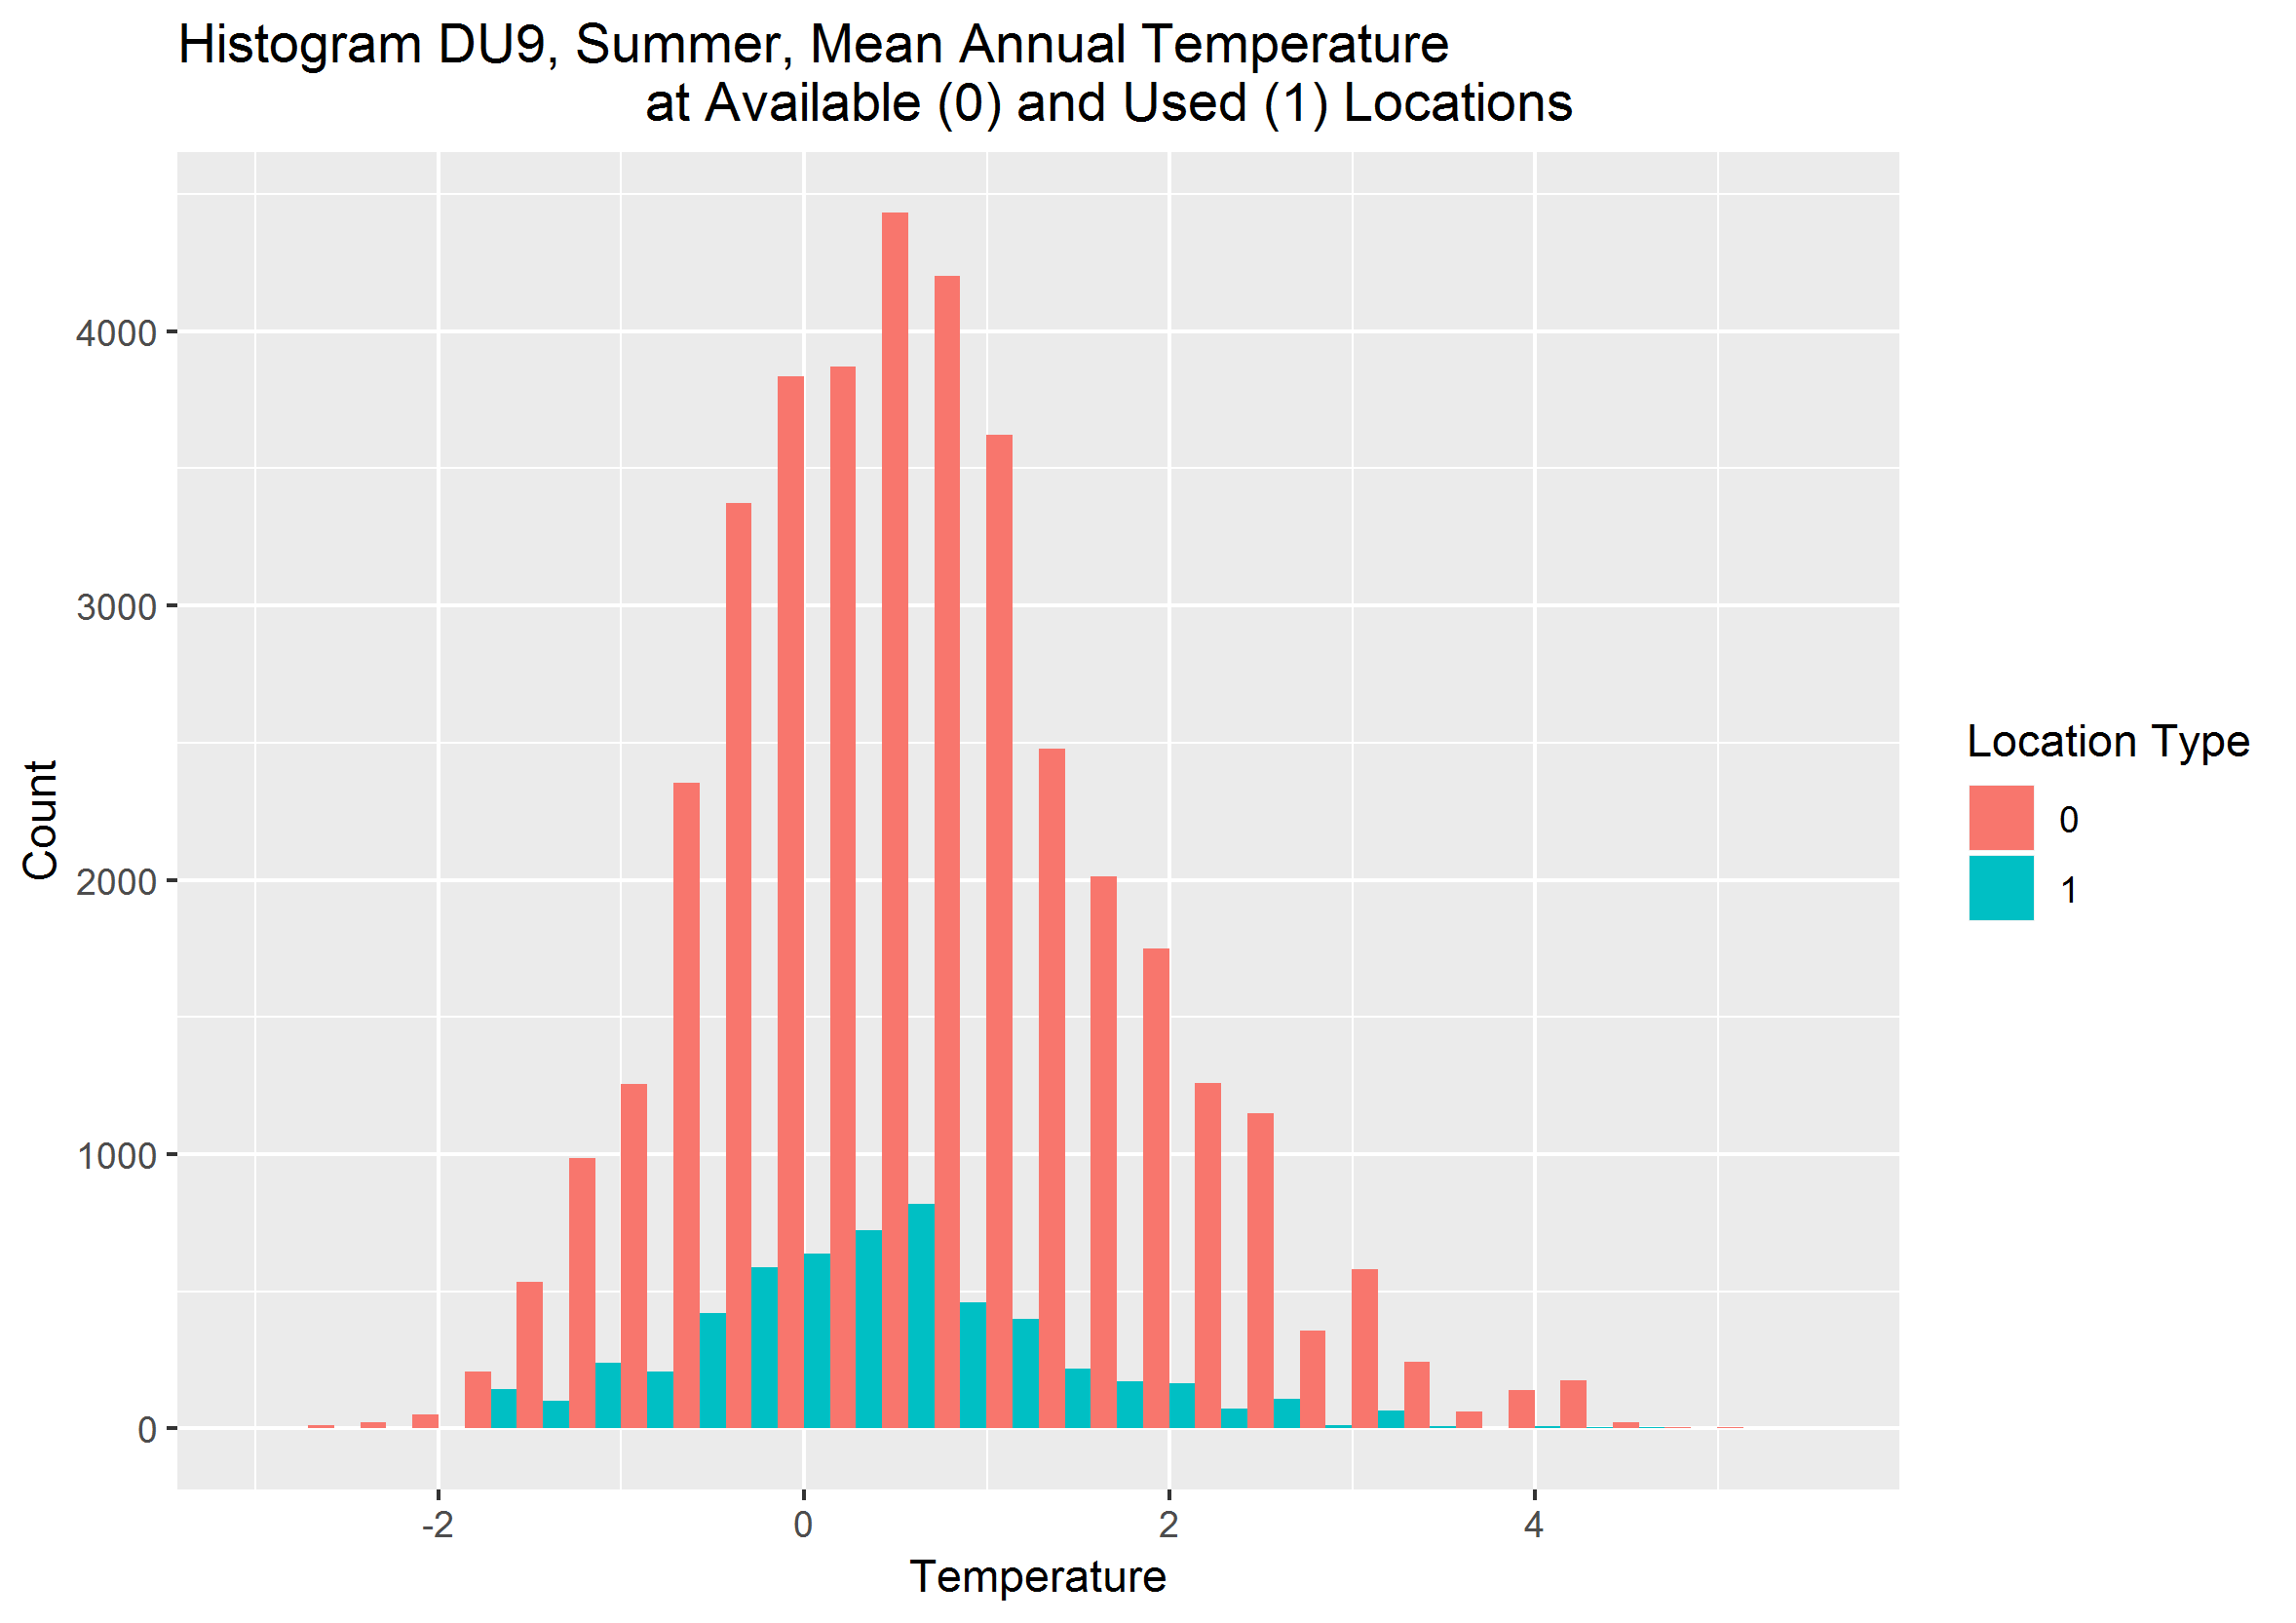 Histogram DU9, Summer, Mean Annual Temperature
at Available (0) and Used (1) Locations
4000
3000
2000
1000
0
Count
-2
0
2
4
Temperature
Location Type
0
1